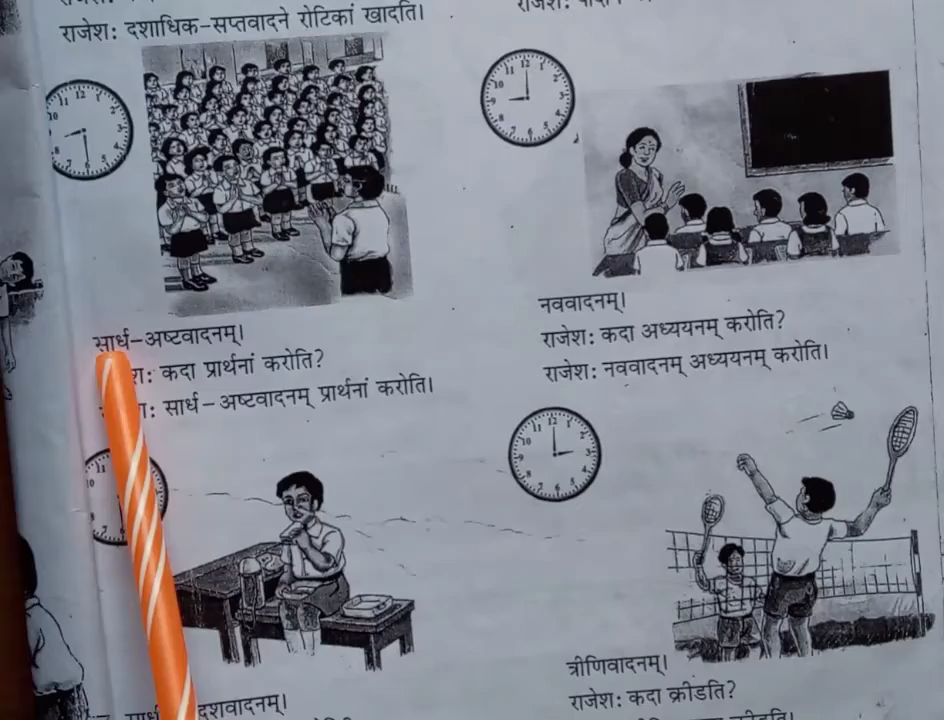 राजेशः दशाधिक-सप्तवादने रोटिकां खादति।
सार्ध-अष्टवादनम्।
शः कदा प्रार्थनां करोति?
सार्ध-अष्टवादनम् प्रार्थनां करोति।
नववादनम्।
राजेशः कदा अध्ययनम् करोति?
राजेशः नववादनम् अध्ययनम् करोति।
दशवादनम्।
त्रीणिवादनम्।
राजेशः कदा क्रीडति?